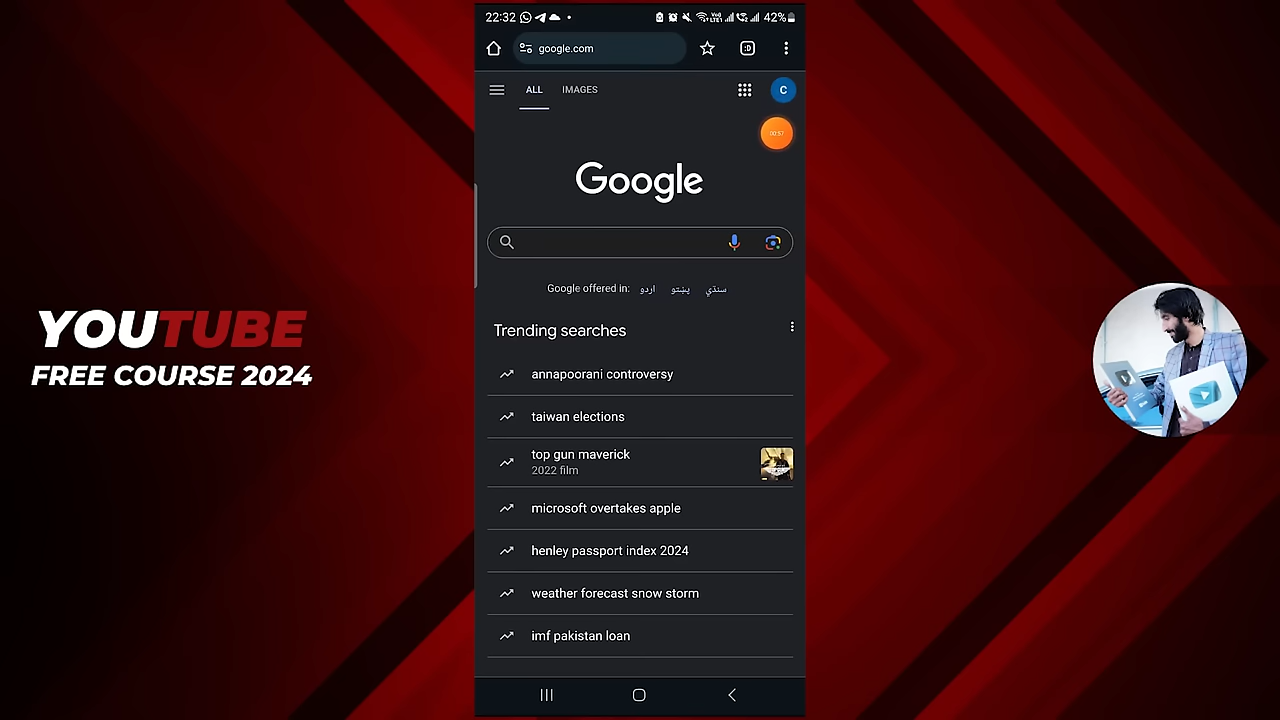 22:32 42%
google.com :D
ALL IMAGES C
00:57
Google
Google offered in: اردو پښتو سنڌي
Trending searches
annapoorani controversy
taiwan elections
top gun maverick
2022 film
microsoft overtakes apple
henley passport index 2024
weather forecast snow storm
imf pakistan loan
YOUTUBE
FREE COURSE 2024